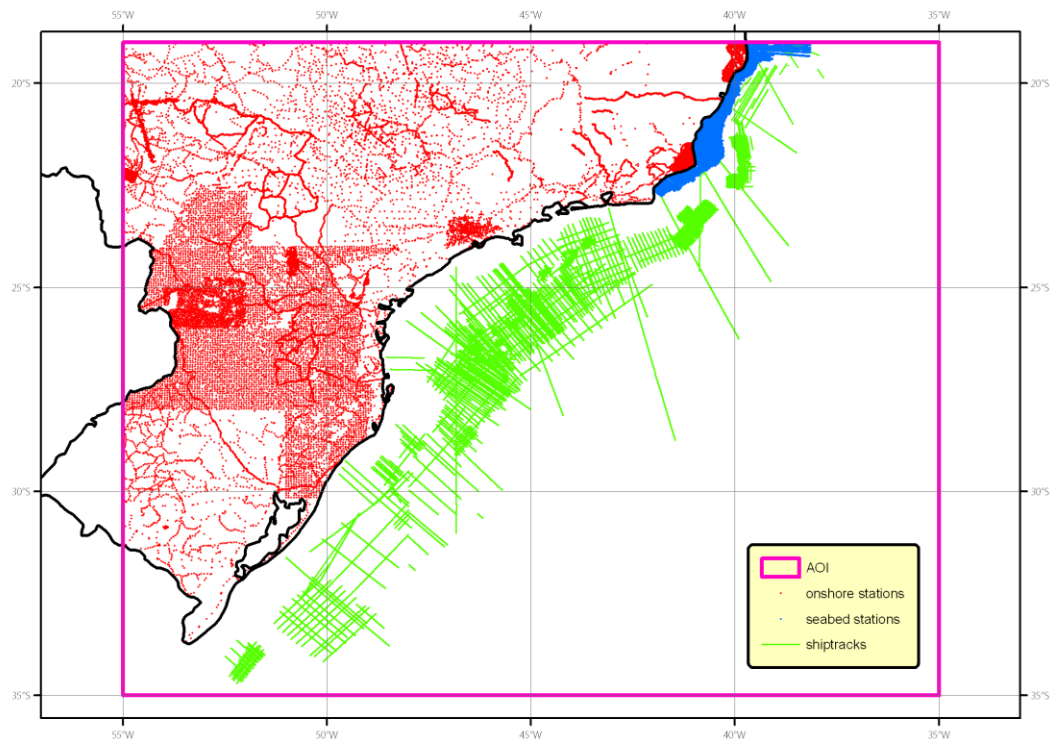 55°W 50°W 45°W 40°W 35°W
20°S 20°S
25°S 25°S
30°S 30°S
AOI
onshore stations
seabed stations
shiptracks
35°S 35°S
55°W 50°W 45°W 40°W 35°W